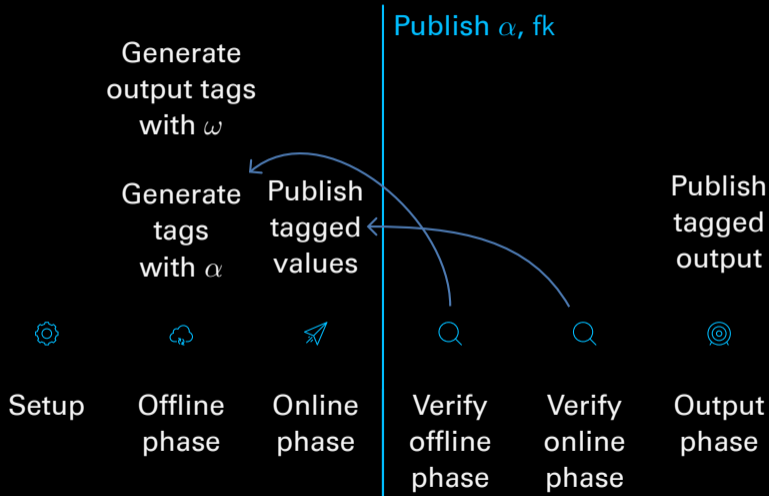 Publish α, fk
Generate
output tags
with ω
Generate
tags
with α
Publish
tagged
values
Publish
tagged
output
Setup
Offline
phase
Online
phase
Verify
offline
phase
Verify
online
phase
Output
phase